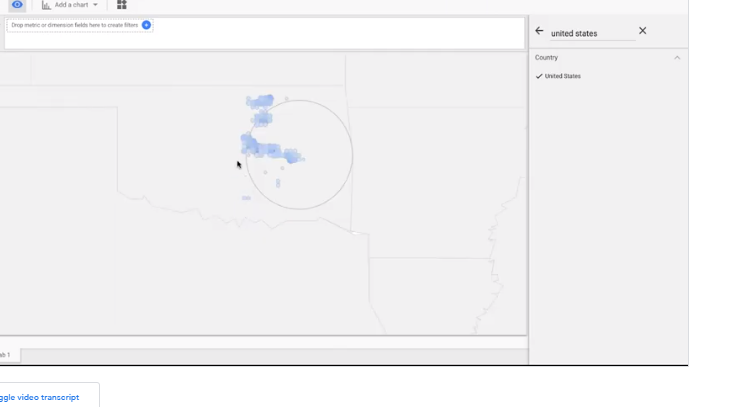 Add a chart
Drop metric or dimension fields here to create filters
united states
Country
United States
ab 1
ggle video transcript